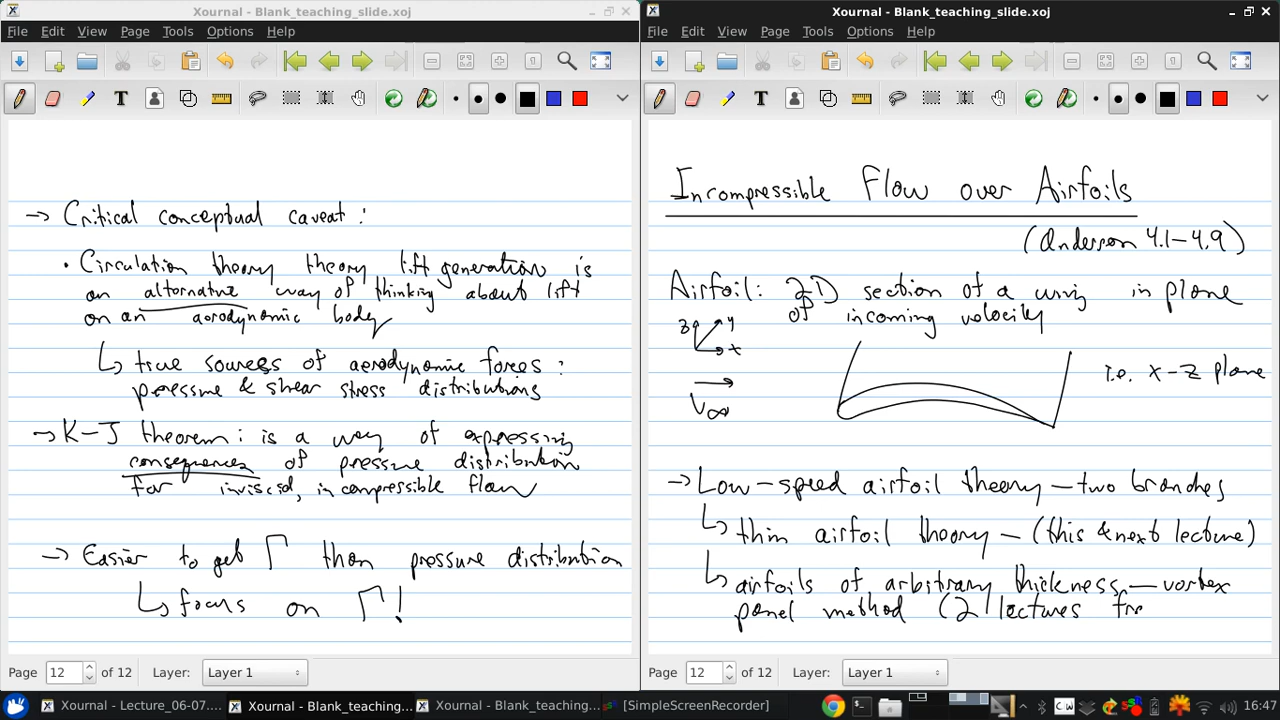 Xournal - Blank_teaching_slide.xoj
File Edit View Page Tools Options Help
→ Critical conceptual caveat :
• Circulation theory theory lift generation is
an alternative way of thinking about lift
on an aerodynamic body
↳ true sources of aerodynamic forces :
pressure & shear stress distributions
→ K-J theorem : is a way of expressing
consequences of pressure distribution
for inviscid, incompressible flow
→ Easier to get Γ than pressure distribution
↳ focus on Γ !
Page 12 of 12 Layer: Layer 1
Xournal - Blank_teaching_slide.xoj
File Edit View Page Tools Options Help
Incompressible Flow over Airfoils
(Anderson 4.1–4.9)
Airfoil: 2D section of a wing in plane
of incoming velocity
z y
x
i.e. x-z plane
V∞
→ Low-speed airfoil theory – two branches
↳ thin airfoil theory – (this & next lecture)
↳ airfoils of arbitrary thickness – vortex
panel method (2 lectures fr
Page 12 of 12 Layer: Layer 1
Xournal - Lecture_06-07.... Xournal - Blank_teaching.... Xournal - Blank_teaching... [SimpleScreenRecorder] 16:47